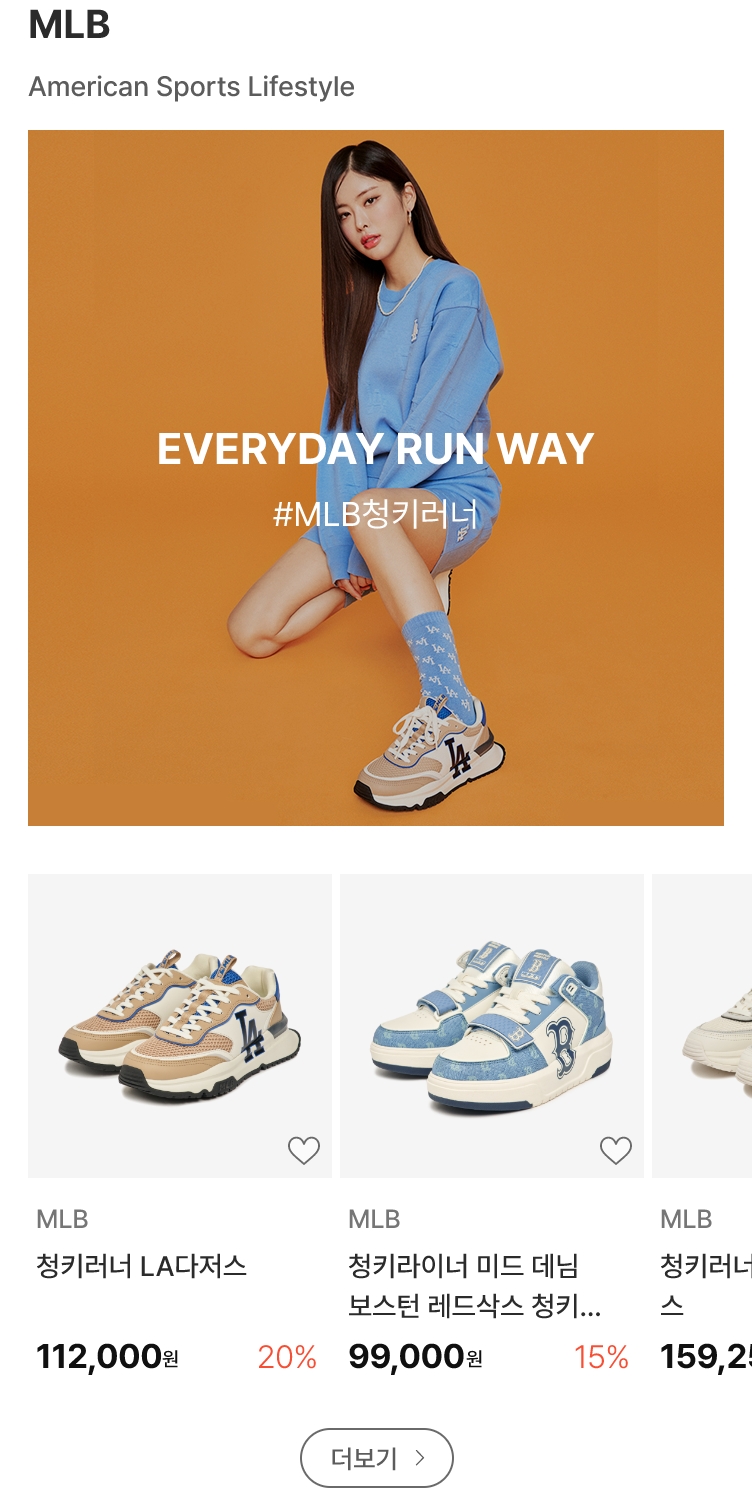 MLB
American Sports Lifestyle
EVERYDAY RUN WAY
#MLB청키러너
LA
LA
B
MLB
청키러너 LA다저스
112,000원 20%
MLB
청키라이너 미드 데님
보스턴 레드삭스 청키...
99,000원 15%
MLB
청키러너
스
159,25
더보기 >